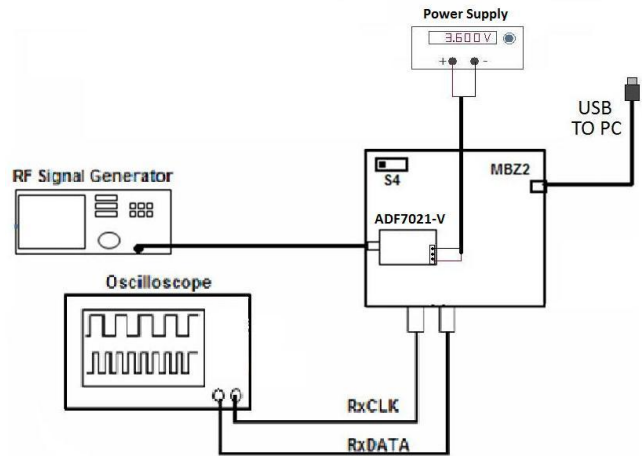 Power Supply
3.600 V
+ -
USB
TO PC
MBZ2
S4
RF Signal Generator
ADF7021-V
Oscilloscope
RxCLK
RxDATA